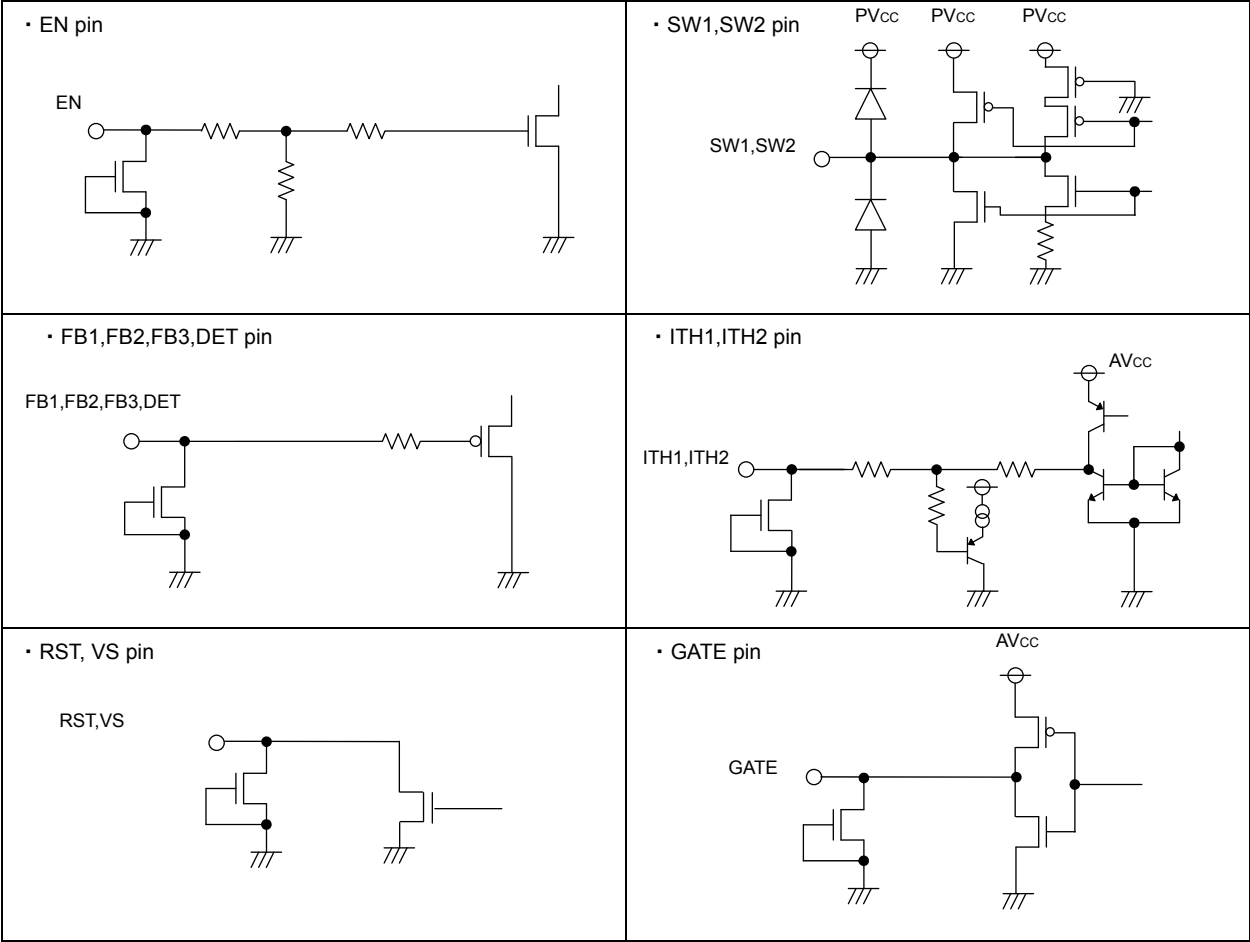 ・EN pin
EN
・SW1,SW2 pin
PVcc PVcc PVcc
SW1,SW2
・FB1,FB2,FB3,DET pin
FB1,FB2,FB3,DET
・ITH1,ITH2 pin
AVcc
ITH1,ITH2
・RST, VS pin
RST,VS
・GATE pin
AVcc
GATE